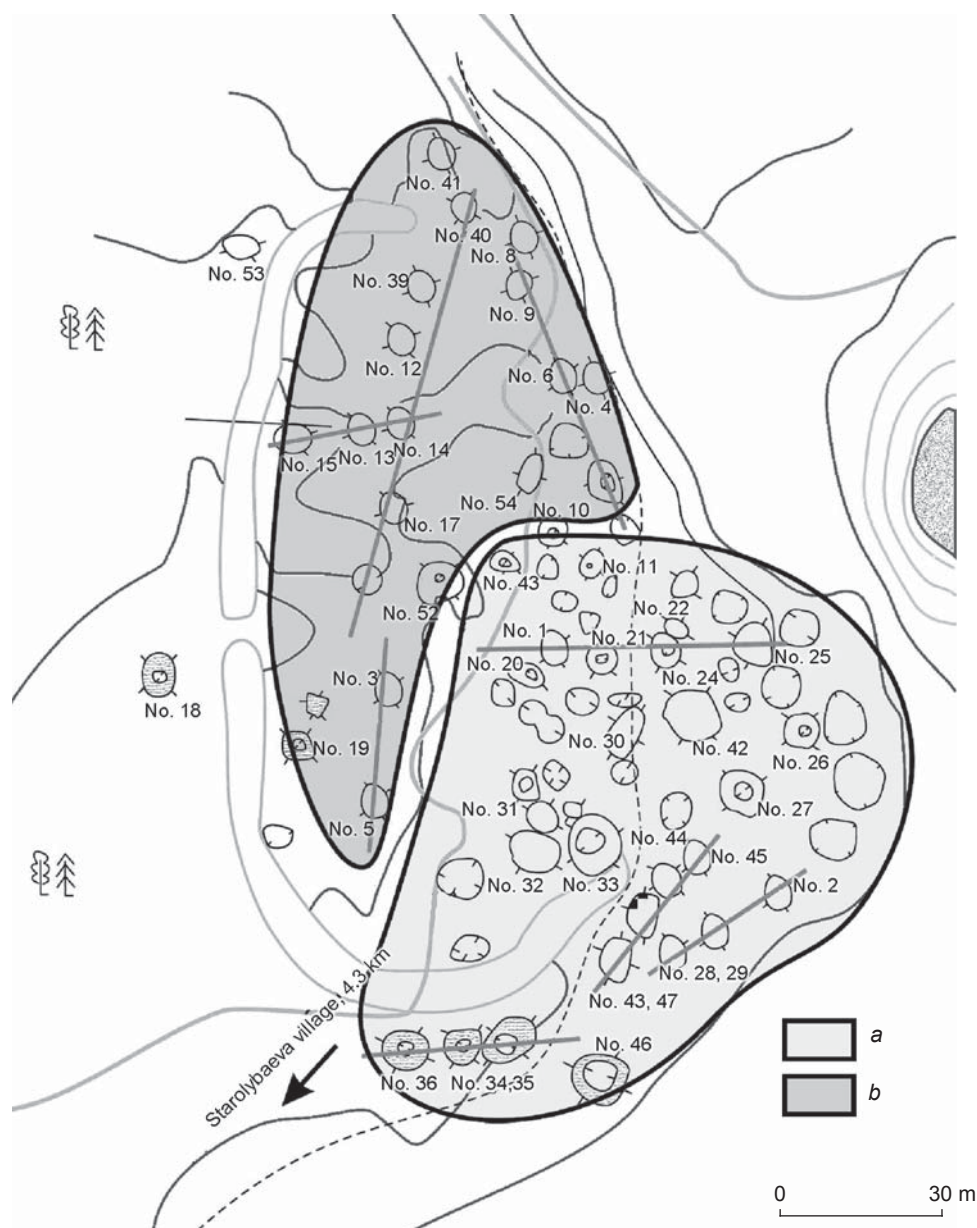 No. 41
No. 40
No. 8
No. 53
No. 39
No. 9
No. 12
No. 6
No. 4
No. 15
No. 13
No. 14
No. 54
No. 17
No. 10
No. 43
No. 11
No. 52
No. 22
No. 1
No. 21
No. 20
No. 24
No. 25
No. 3
No. 18
No. 19
No. 30
No. 42
No. 26
No. 5
No. 31
No. 27
No. 44
No. 45
No. 32
No. 33
No. 2
No. 28, 29
No. 43, 47
Starolybaeva village, 4.3 km
No. 36
No. 34,35
No. 46
a
b
0
30 m